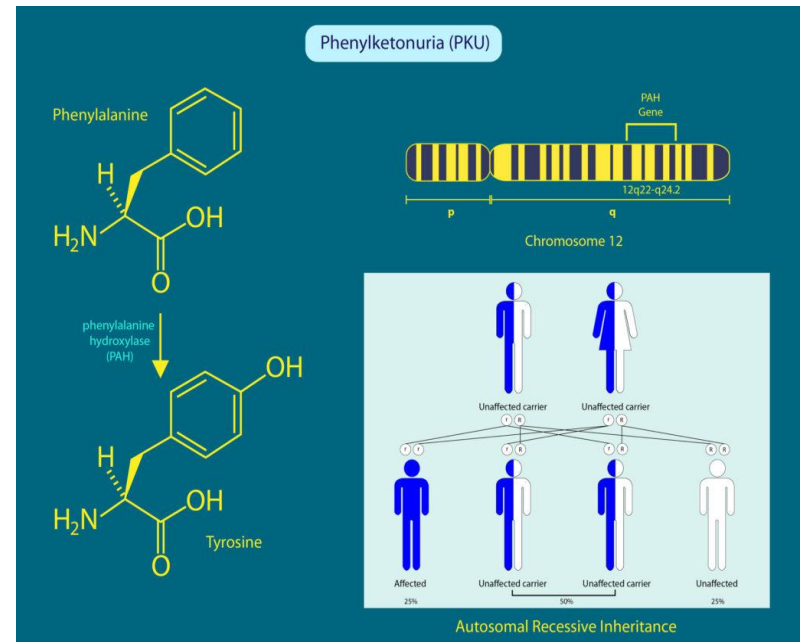 Phenylketonuria (PKU)
Phenylalanine
H
H₂N
OH
O
phenylalanine
hydroxylase
(PAH)
OH
H
H₂N
OH
O
Tyrosine
PAH
Gene
12q22-q24.2
p
q
Chromosome 12
Unaffected carrier
Unaffected carrier
r R
r R
r r
r R
r R
R R
Affected
Unaffected carrier
Unaffected carrier
Unaffected
25%
50%
25%
Autosomal Recessive Inheritance